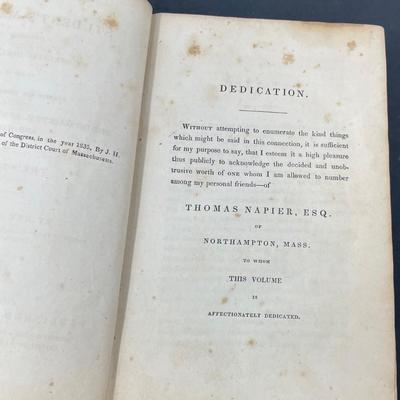 of Congress, in the year 1835, By J. H.
of the District Court of Massachusetts.
DEDICATION.
WITHOUT attempting to enumerate the kind things
which might be said in this connection, it is sufficient
for my purpose to say, that I esteem it a high pleasure
thus publicly to acknowledge the decided and unob-
trusive worth of ONE whom I am allowed to number
among my personal friends—of
THOMAS NAPIER, ESQ.
OF
NORTHAMPTON, MASS.
TO WHOM
THIS VOLUME
IS
AFFECTIONATELY DEDICATED.